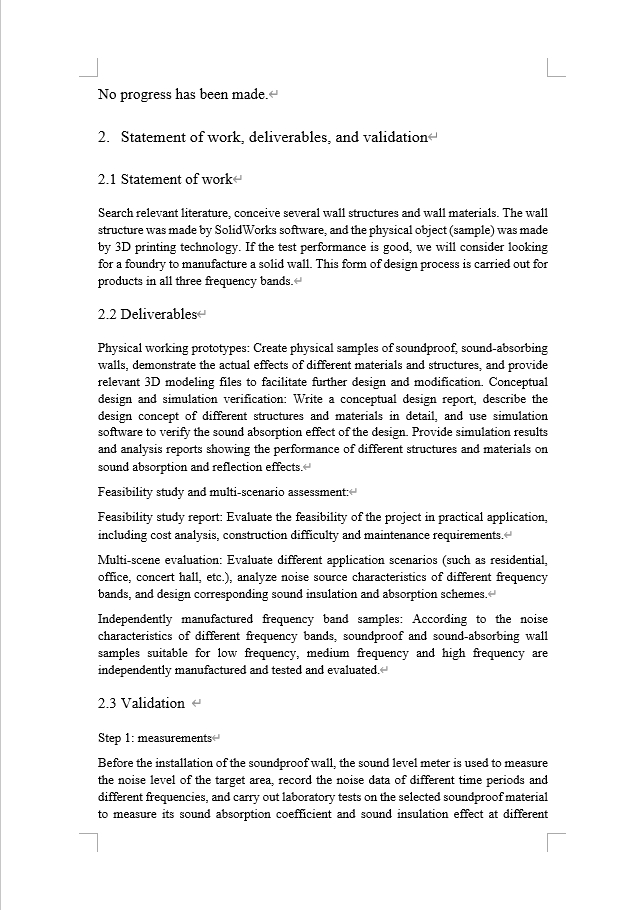 No progress has been made.
2. Statement of work, deliverables, and validation
2.1 Statement of work
Search relevant literature, conceive several wall structures and wall materials. The wall
structure was made by SolidWorks software, and the physical object (sample) was made
by 3D printing technology. If the test performance is good, we will consider looking
for a foundry to manufacture a solid wall. This form of design process is carried out for
products in all three frequency bands.
2.2 Deliverables
Physical working prototypes: Create physical samples of soundproof, sound-absorbing
walls, demonstrate the actual effects of different materials and structures, and provide
relevant 3D modeling files to facilitate further design and modification. Conceptual
design and simulation verification: Write a conceptual design report, describe the
design concept of different structures and materials in detail, and use simulation
software to verify the sound absorption effect of the design. Provide simulation results
and analysis reports showing the performance of different structures and materials on
sound absorption and reflection effects.
Feasibility study and multi-scenario assessment:
Feasibility study report: Evaluate the feasibility of the project in practical application,
including cost analysis, construction difficulty and maintenance requirements.
Multi-scene evaluation: Evaluate different application scenarios (such as residential,
office, concert hall, etc.), analyze noise source characteristics of different frequency
bands, and design corresponding sound insulation and absorption schemes.
Independently manufactured frequency band samples: According to the noise
characteristics of different frequency bands, soundproof and sound-absorbing wall
samples suitable for low frequency, medium frequency and high frequency are
independently manufactured and tested and evaluated.
2.3 Validation
Step 1: measurements
Before the installation of the soundproof wall, the sound level meter is used to measure
the noise level of the target area, record the noise data of different time periods and
different frequencies, and carry out laboratory tests on the selected soundproof material
to measure its sound absorption coefficient and sound insulation effect at different